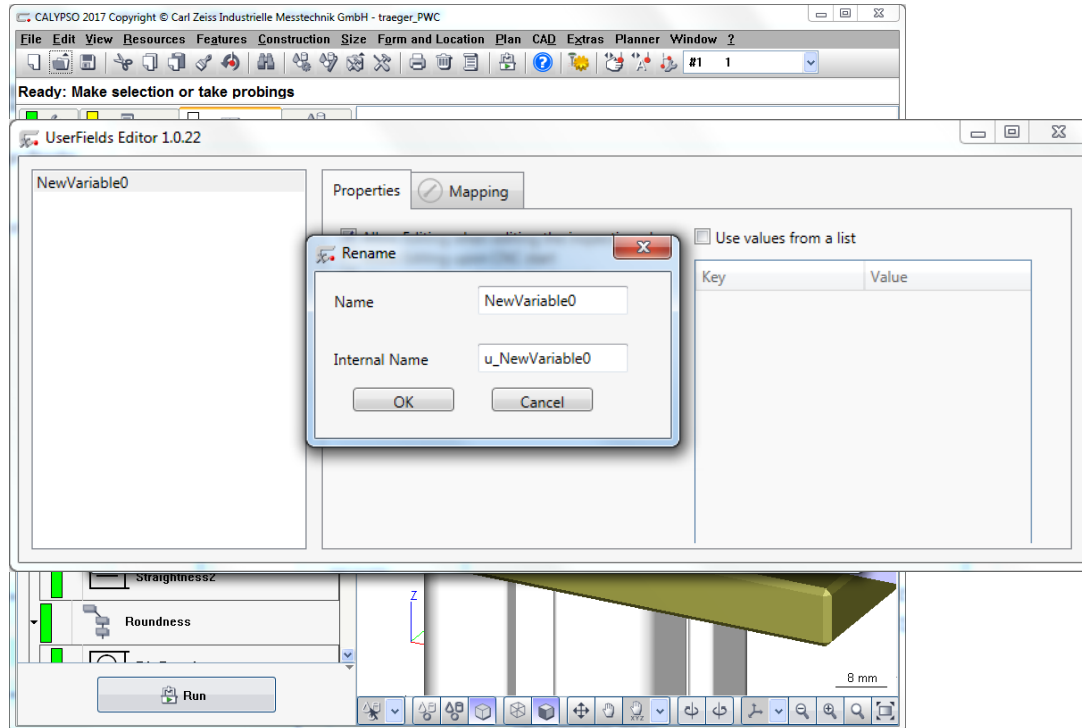 CALYPSO 2017 Copyright © Carl Zeiss Industrielle Messtechnik GmbH - traeger_PWC
File Edit View Resources Features Construction Size Form and Location Plan CAD Extras Planner Window ?
#1 1
Ready: Make selection or take probings
UserFields Editor 1.0.22
NewVariable0
Properties Mapping
Use values from a list
Key Value
Rename
Name NewVariable0
Internal Name u_NewVariable0
OK Cancel
Straightness2
Roundness
Z
8 mm
Run
XYZ